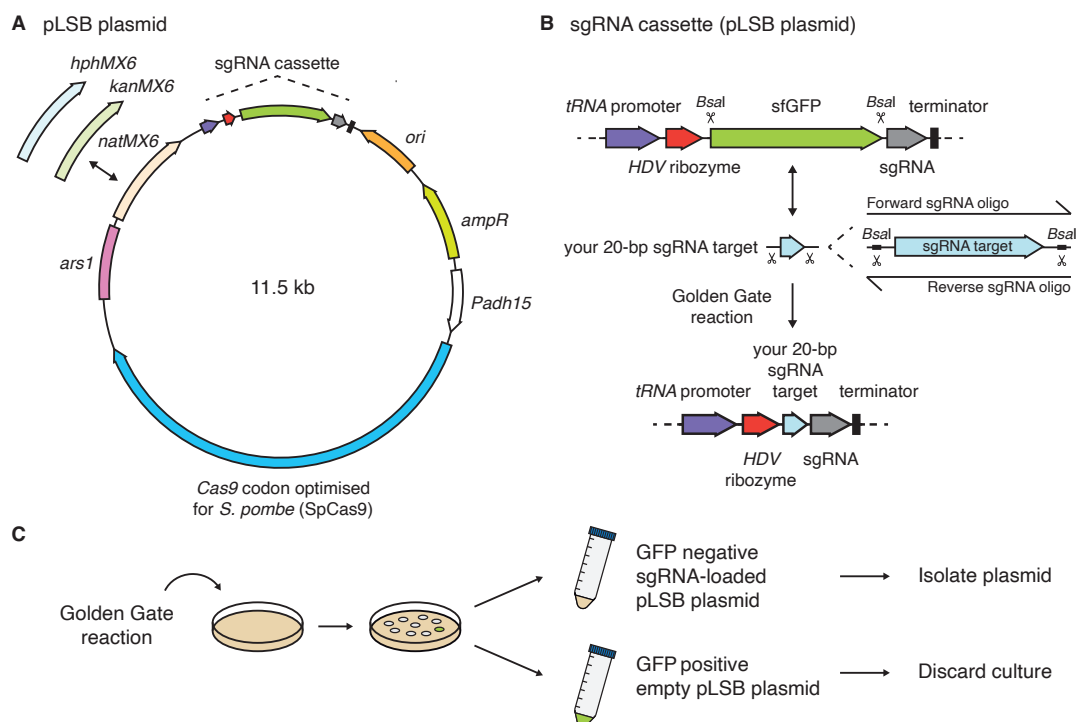 A pLSB plasmid
hphMX6
kanMX6
natMX6
sgRNA cassette
ori
ampR
ars1
11.5 kb
Padh15
Cas9 codon optimised
for S. pombe (SpCas9)
B sgRNA cassette (pLSB plasmid)
tRNA promoter
BsaI
sfGFP
BsaI
terminator
HDV ribozyme
sgRNA
Forward sgRNA oligo
your 20-bp sgRNA target
BsaI
sgRNA target
BsaI
Reverse sgRNA oligo
Golden Gate
reaction
your 20-bp
sgRNA
target
tRNA promoter
terminator
HDV
ribozyme
sgRNA
C
Golden Gate
reaction
GFP negative
sgRNA-loaded
pLSB plasmid
Isolate plasmid
GFP positive
empty pLSB plasmid
Discard culture